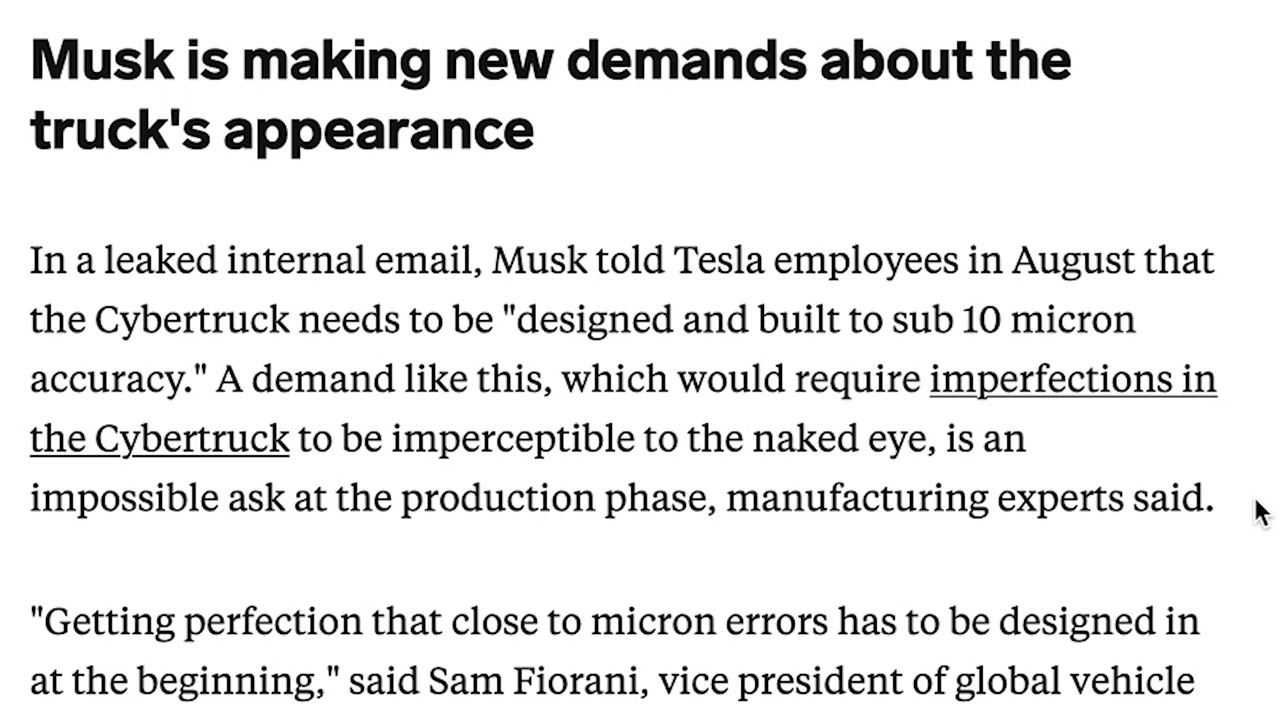 Musk is making new demands about the
truck's appearance
In a leaked internal email, Musk told Tesla employees in August that
the Cybertruck needs to be "designed and built to sub 10 micron
accuracy." A demand like this, which would require imperfections in
the Cybertruck to be imperceptible to the naked eye, is an
impossible ask at the production phase, manufacturing experts said.
"Getting perfection that close to micron errors has to be designed in
at the beginning," said Sam Fiorani, vice president of global vehicle